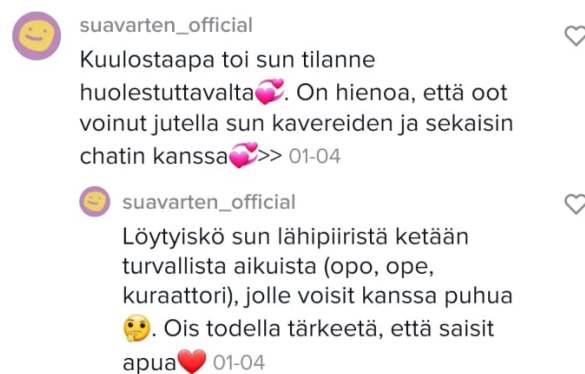 suavarten_official
Kuulostaapa toi sun tilanne
huolestuttavalta💞. On hienoa, että oot
voinut jutella sun kavereiden ja sekaisin
chatin kanssa💞>> 01-04
suavarten_official
Löytyiskö sun lähipiiristä ketään
turvallista aikuista (opo, ope,
kuraattori), jolle voisit kanssa puhua
🤔. Ois todella tärkeetä, että saisit
apua❤️ 01-04